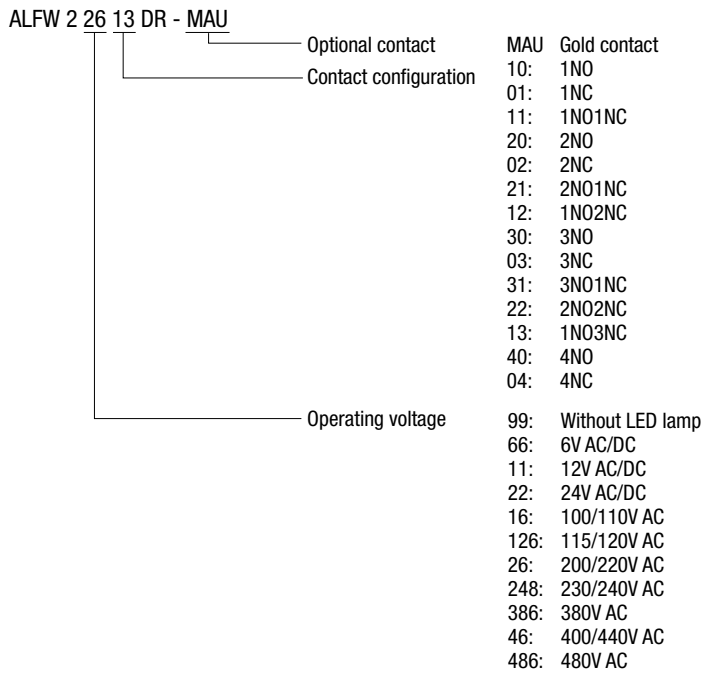 ALFW 2 26 13 DR - MAU
Optional contact MAU Gold contact
Contact configuration 10: 1NO
01: 1NC
11: 1NO1NC
20: 2NO
02: 2NC
21: 2NO1NC
12: 1NO2NC
30: 3NO
03: 3NC
31: 3NO1NC
22: 2NO2NC
13: 1NO3NC
40: 4NO
04: 4NC
Operating voltage 99: Without LED lamp
66: 6V AC/DC
11: 12V AC/DC
22: 24V AC/DC
16: 100/110V AC
126: 115/120V AC
26: 200/220V AC
248: 230/240V AC
386: 380V AC
46: 400/440V AC
486: 480V AC